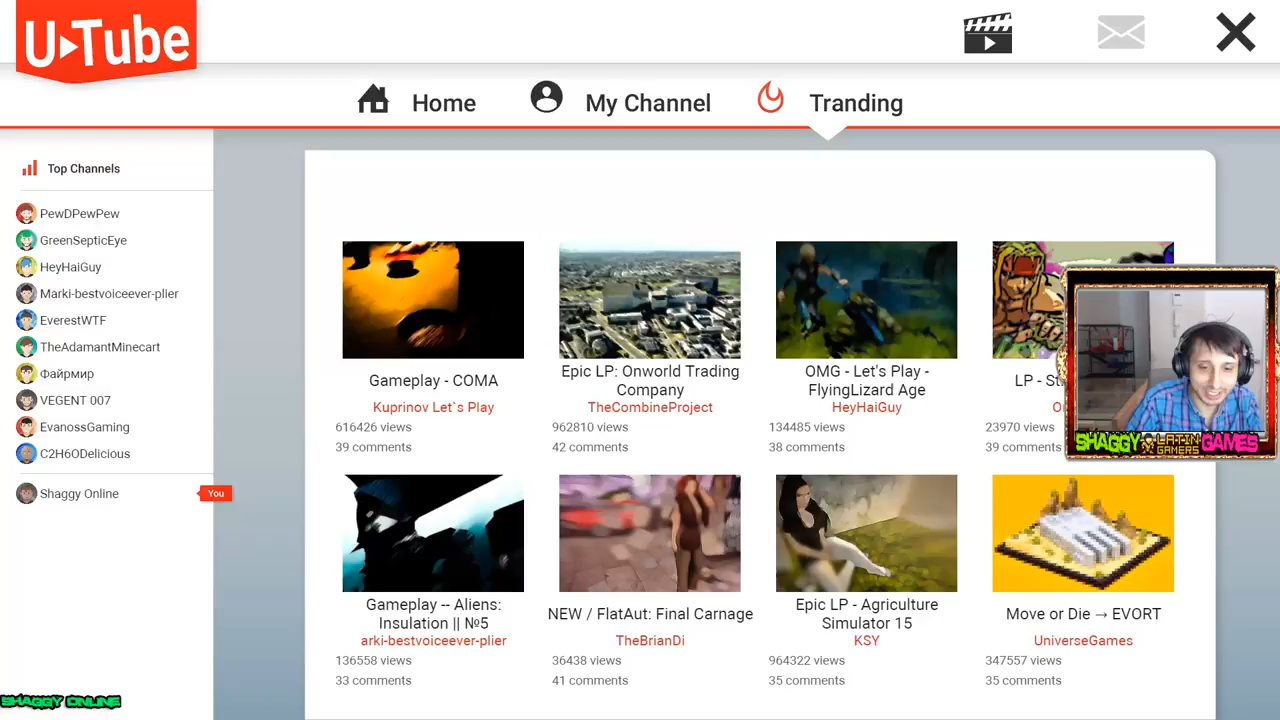 U▶Tube
Home
My Channel
Tranding
Top Channels
PewDPewPew
GreenSepticEye
HeyHaiGuy
Marki-bestvoiceever-plier
EverestWTF
TheAdamantMinecart
Файрмир
VEGENT 007
EvanossGaming
C2H6ODelicious
Shaggy Online
You
Gameplay - COMA
Kuprinov Let`s Play
616426 views
39 comments
Epic LP: Onworld Trading
Company
TheCombineProject
962810 views
42 comments
OMG - Let's Play -
FlyingLizard Age
HeyHaiGuy
134485 views
38 comments
LP - St
23970 views
39 comments
Gameplay -- Aliens:
Insulation || №5
arki-bestvoiceever-plier
136558 views
33 comments
NEW / FlatAut: Final Carnage
TheBrianDi
36438 views
41 comments
Epic LP - Agriculture
Simulator 15
KSY
964322 views
35 comments
Move or Die → EVORT
UniverseGames
347557 views
35 comments
SHAGGY LATIN GAMERS GAMES
SHAGGY ONLINE